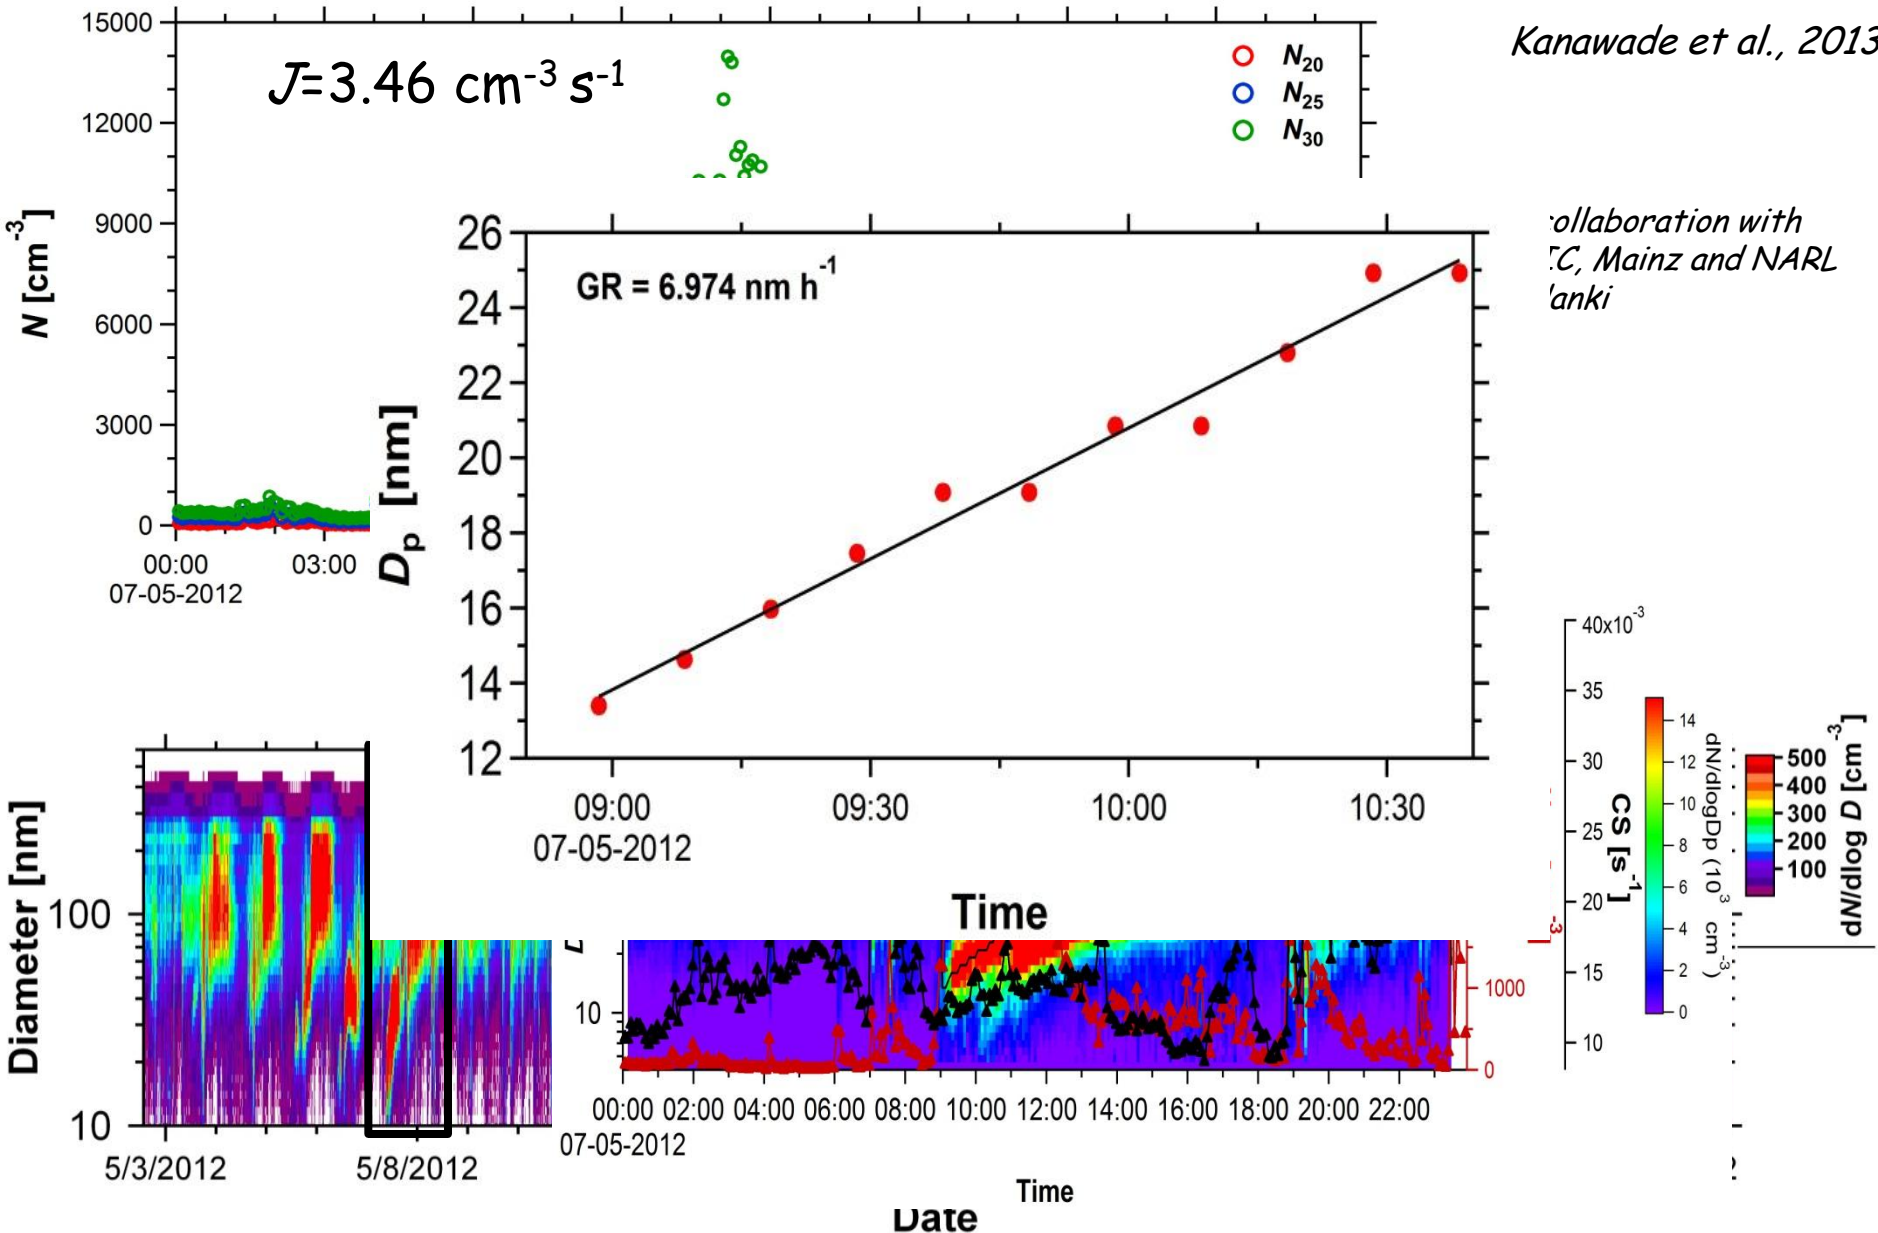 Kanawade et al., 2013
J=3.46 cm⁻³ s⁻¹
N₂₀
N₂₅
N₃₀
15000
12000
9000
6000
3000
0
N [cm⁻³]
00:00
03:00
07-05-2012
collaboration with
IC, Mainz and NARL
anki
GR = 6.974 nm h⁻¹
26
24
22
20
18
16
14
12
Dₚ [nm]
09:00
09:30
10:00
10:30
07-05-2012
Time
40x10⁻³
35
30
25
20
15
10
CS [s⁻¹]
14
12
10
8
6
4
2
0
dN/dlogDp (10³ cm⁻³)
500
400
300
200
100
dN/dlog D [cm⁻³]
Diameter [nm]
100
10
5/3/2012
5/8/2012
10
1000
0
00:00 02:00 04:00 06:00 08:00 10:00 12:00 14:00 16:00 18:00 20:00 22:00
07-05-2012
Time
Date